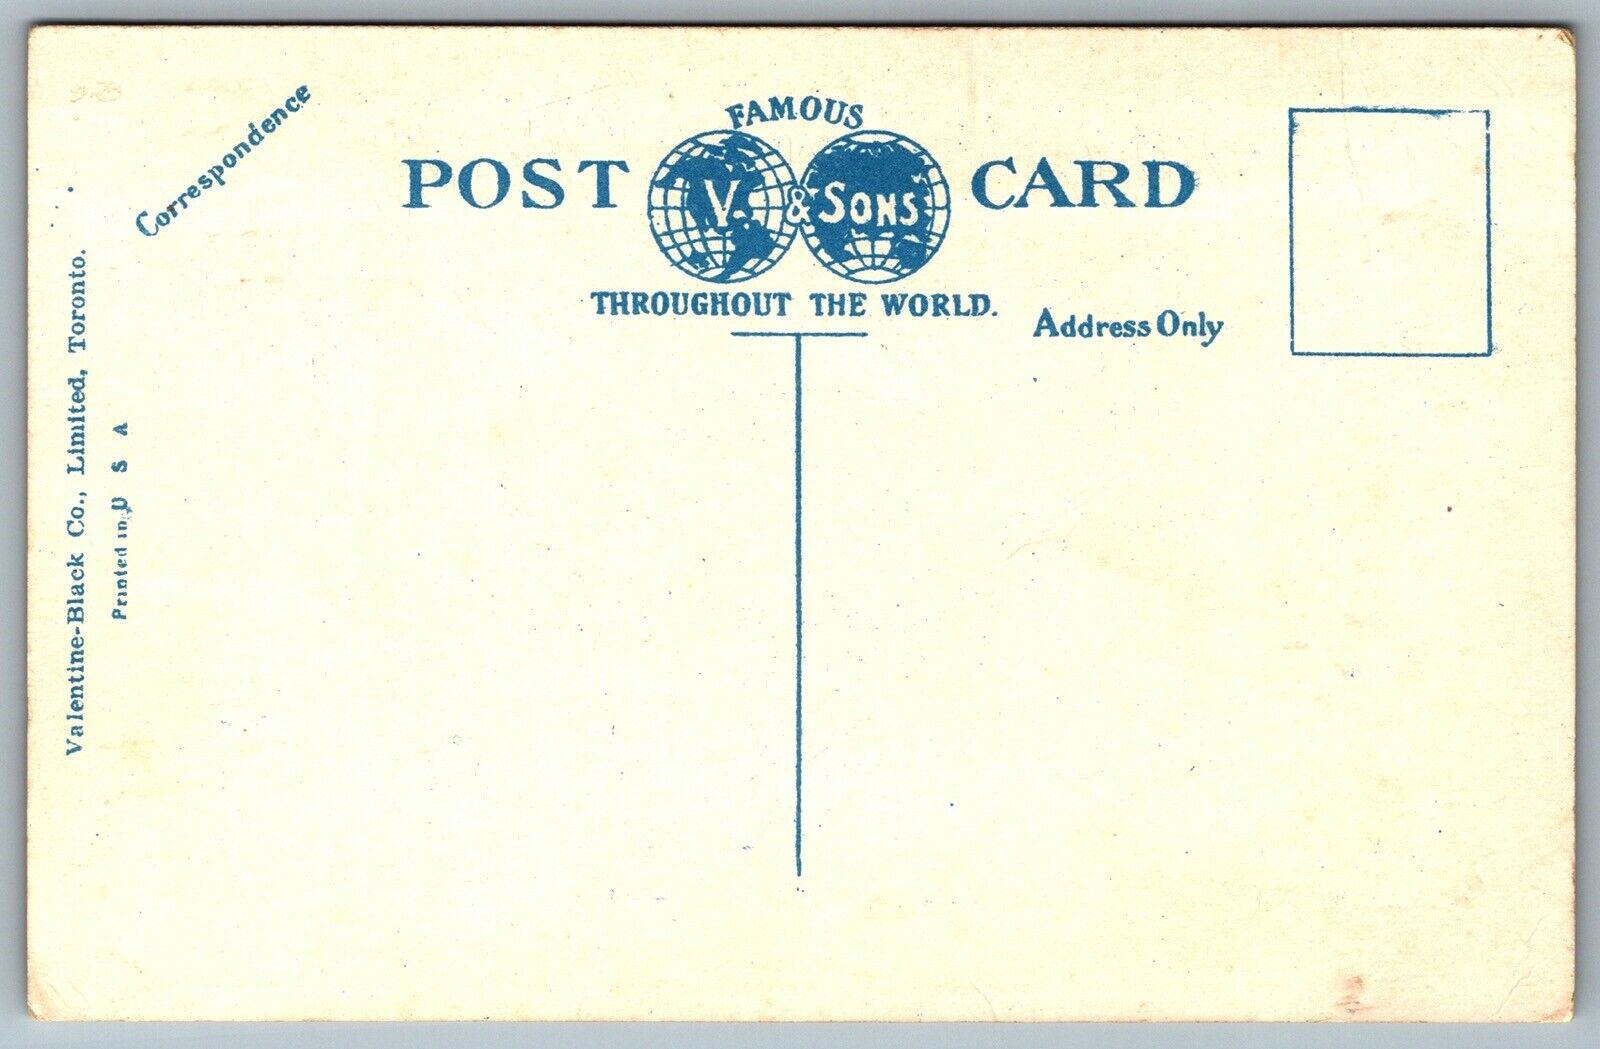 Correspondence
FAMOUS
POST V. & SONS CARD
THROUGHOUT THE WORLD.
Address Only
Valentine-Black Co., Limited, Toronto.
Printed in U S A